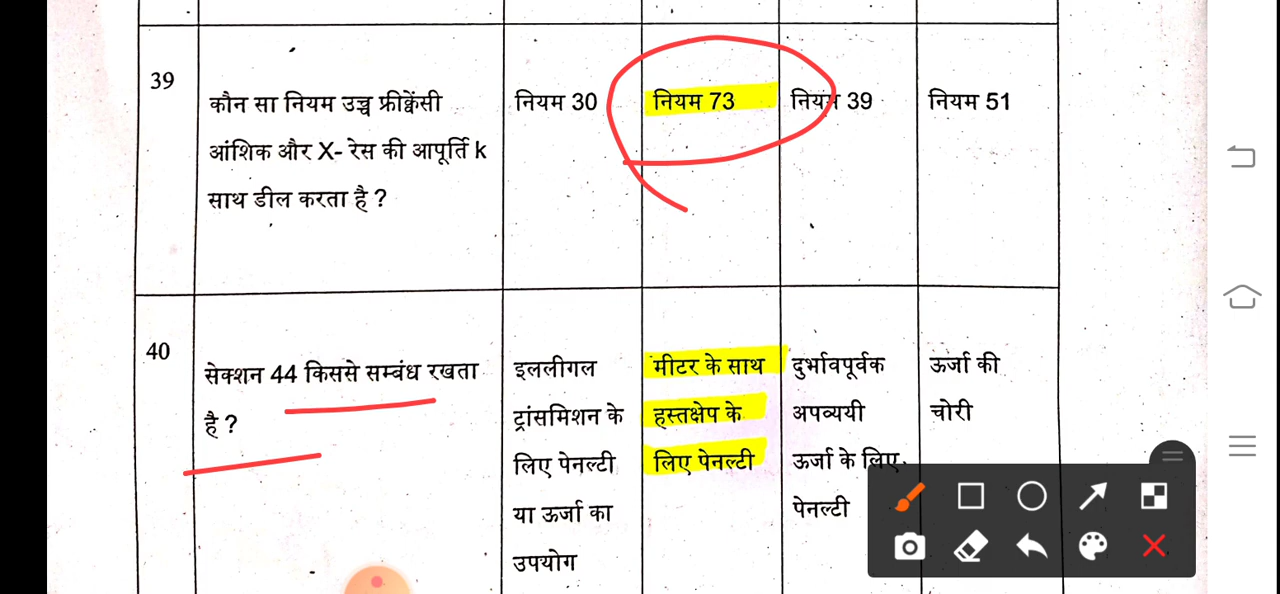 39
कौन सा नियम उच्च फ्रीक्वेंसी
आंशिक और X- रेस की आपूर्ति k
साथ डील करता है ?
नियम 30
नियम 73
नियम 39
नियम 51
40
सेक्शन 44 किससे सम्बंध रखता
है ?
इललीगल
ट्रांसमिशन के
लिए पेनल्टी
या ऊर्जा का
उपयोग
मीटर के साथ
हस्तक्षेप के
लिए पेनल्टी
दुर्भावपूर्वक
अपव्ययी
ऊर्जा के लिए
पेनल्टी
ऊर्जा की
चोरी